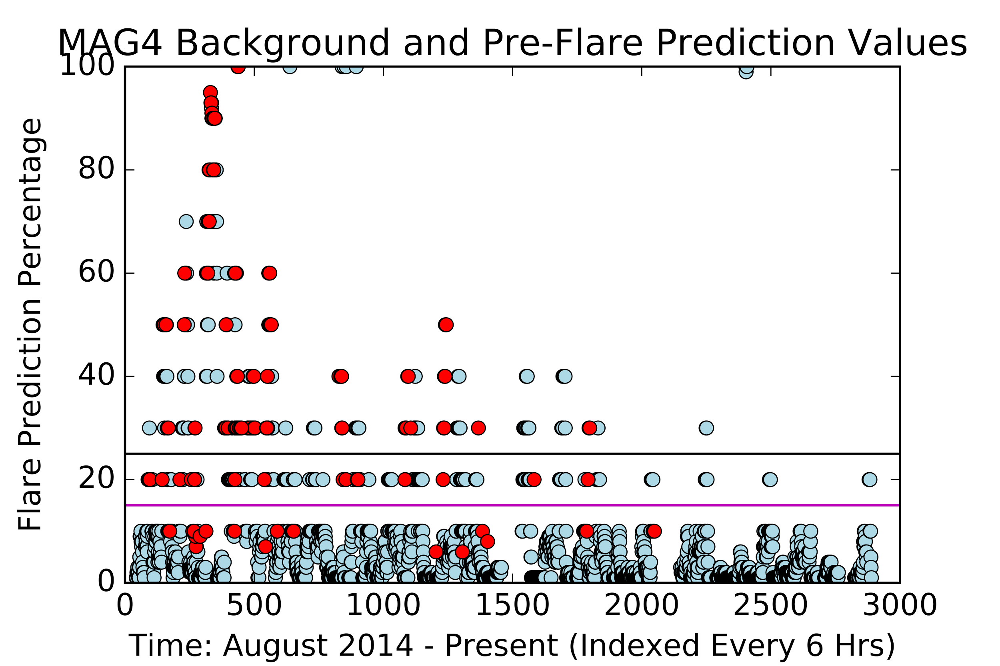 MAG4 Background and Pre-Flare Prediction Values
100
80
60
40
20
0
Flare Prediction Percentage
0 500 1000 1500 2000 2500 3000
Time: August 2014 - Present (Indexed Every 6 Hrs)